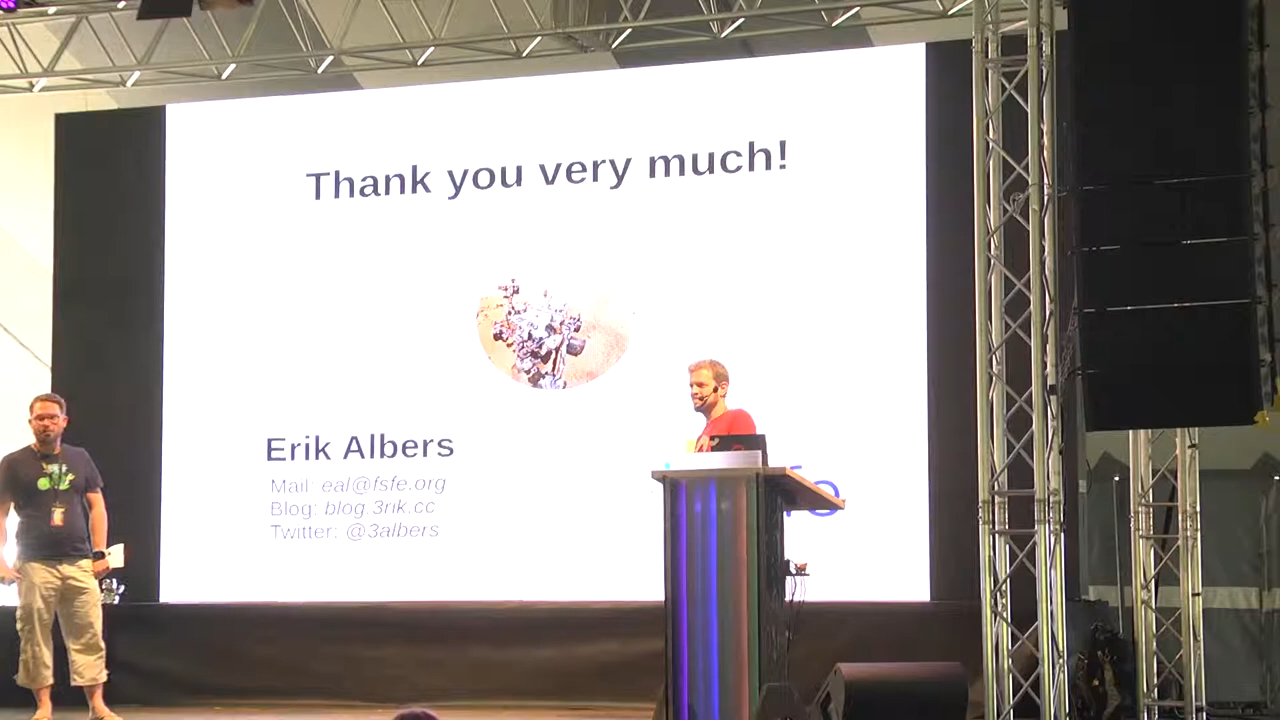 Thank you very much!
Erik Albers
Mail: eal@fsfe.org
Blog: blog.3rik.cc
Twitter: @3albers